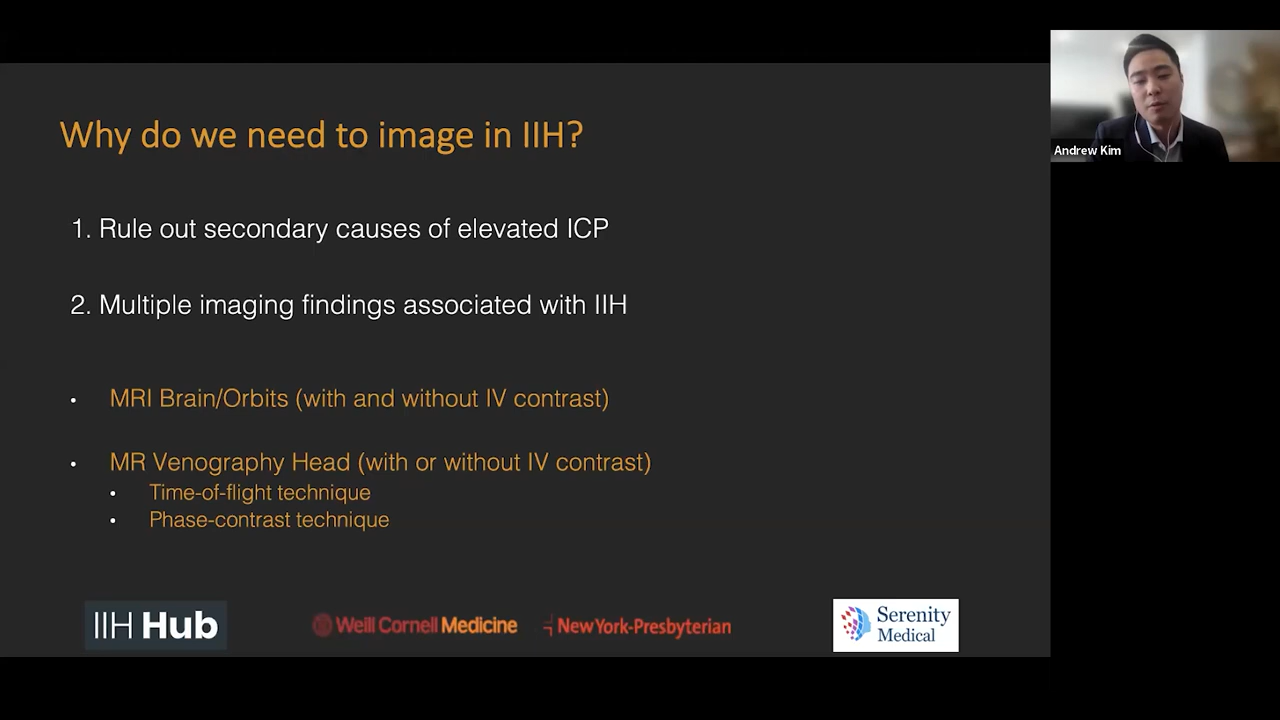 Why do we need to image in IIH?
1. Rule out secondary causes of elevated ICP
2. Multiple imaging findings associated with IIH
• MRI Brain/Orbits (with and without IV contrast)
• MR Venography Head (with or without IV contrast)
• Time-of-flight technique
• Phase-contrast technique
IIH Hub
Weill Cornell Medicine
NewYork-Presbyterian
Serenity
Medical
Andrew Kim